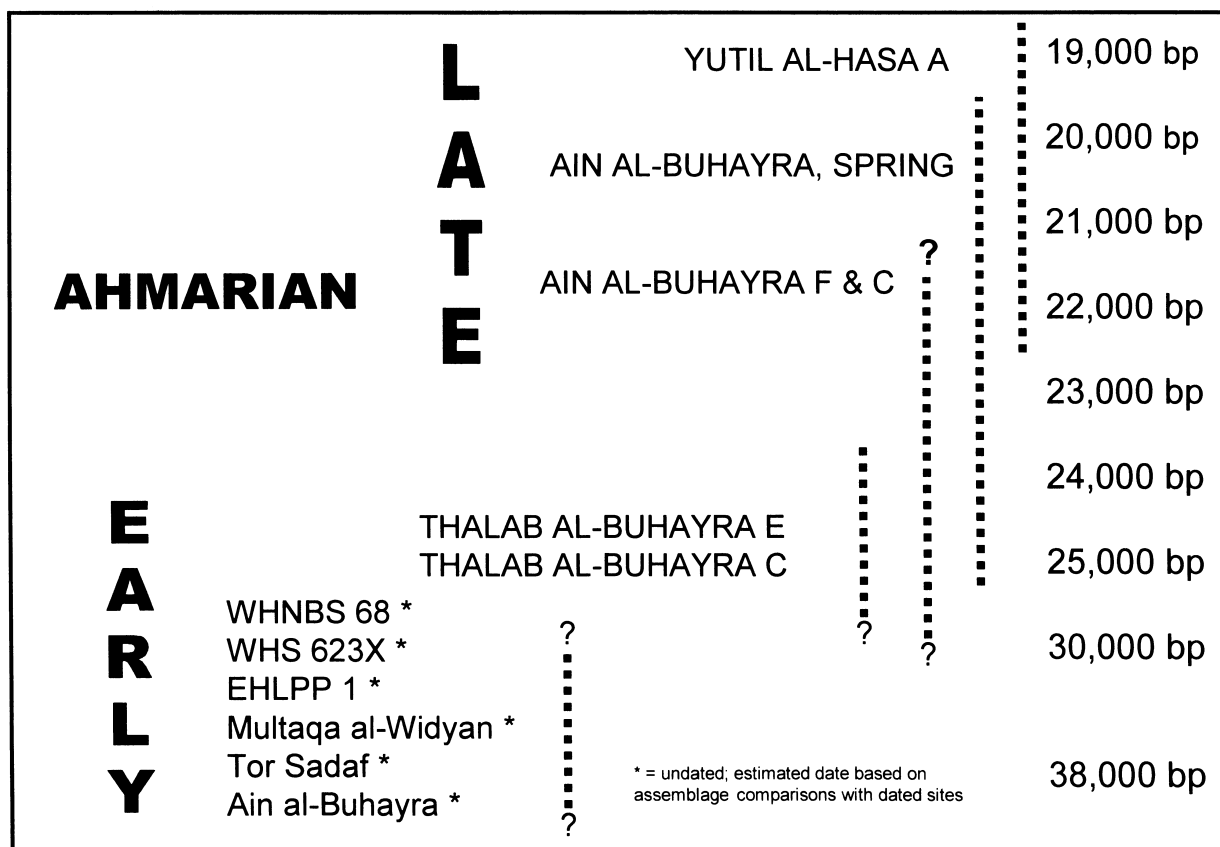 LATE
YUTIL AL-HASA A
19,000 bp
20,000 bp
AIN AL-BUHAYRA, SPRING
21,000 bp
?
AHMARIAN
AIN AL-BUHAYRA F & C
22,000 bp
23,000 bp
24,000 bp
EARLY
THALAB AL-BUHAYRA E
THALAB AL-BUHAYRA C
25,000 bp
WHNBS 68 *
?
?
WHS 623X *
?
30,000 bp
EHLPP 1 *
Multaqa al-Widyan *
Tor Sadaf *
Ain al-Buhayra *
?
* = undated; estimated date based on
assemblage comparisons with dated sites
38,000 bp